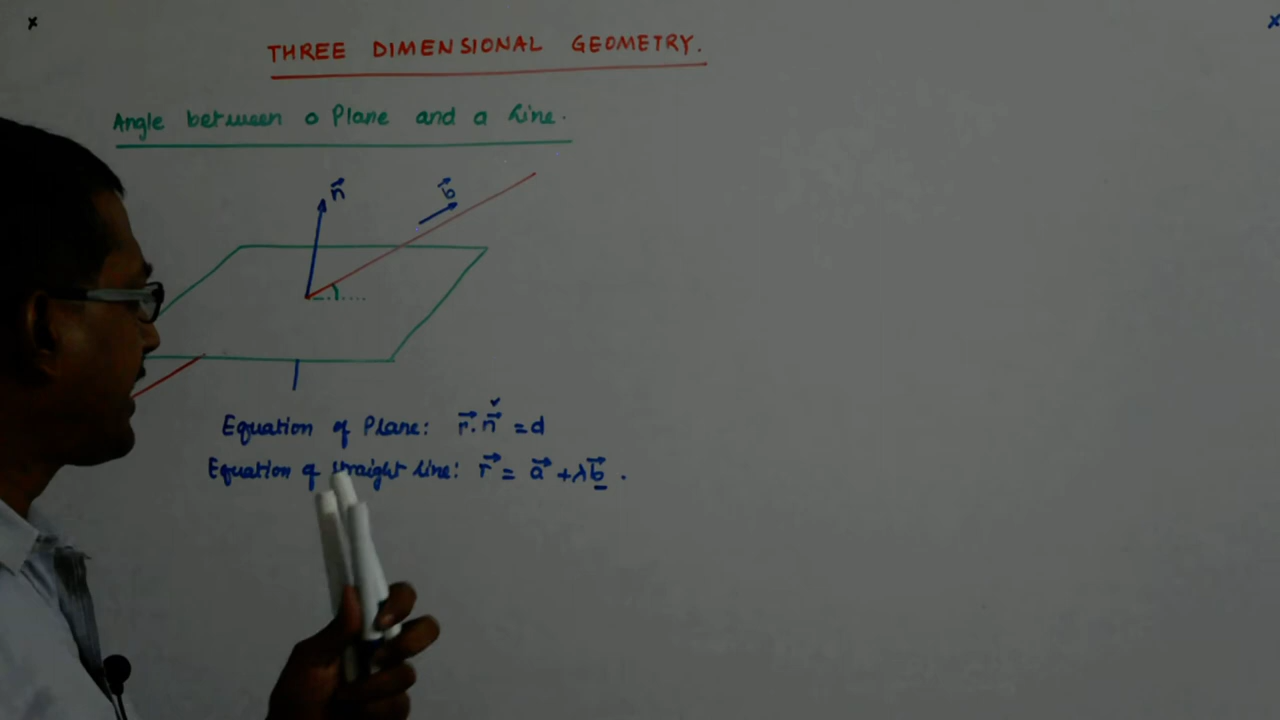 x x
THREE DIMENSIONAL GEOMETRY.
Angle between a Plane and a Line.
n⃗ b⃗
Equation of Plane: r⃗.n⃗ = d
Equation of straight line: r⃗ = a⃗ + λb⃗.